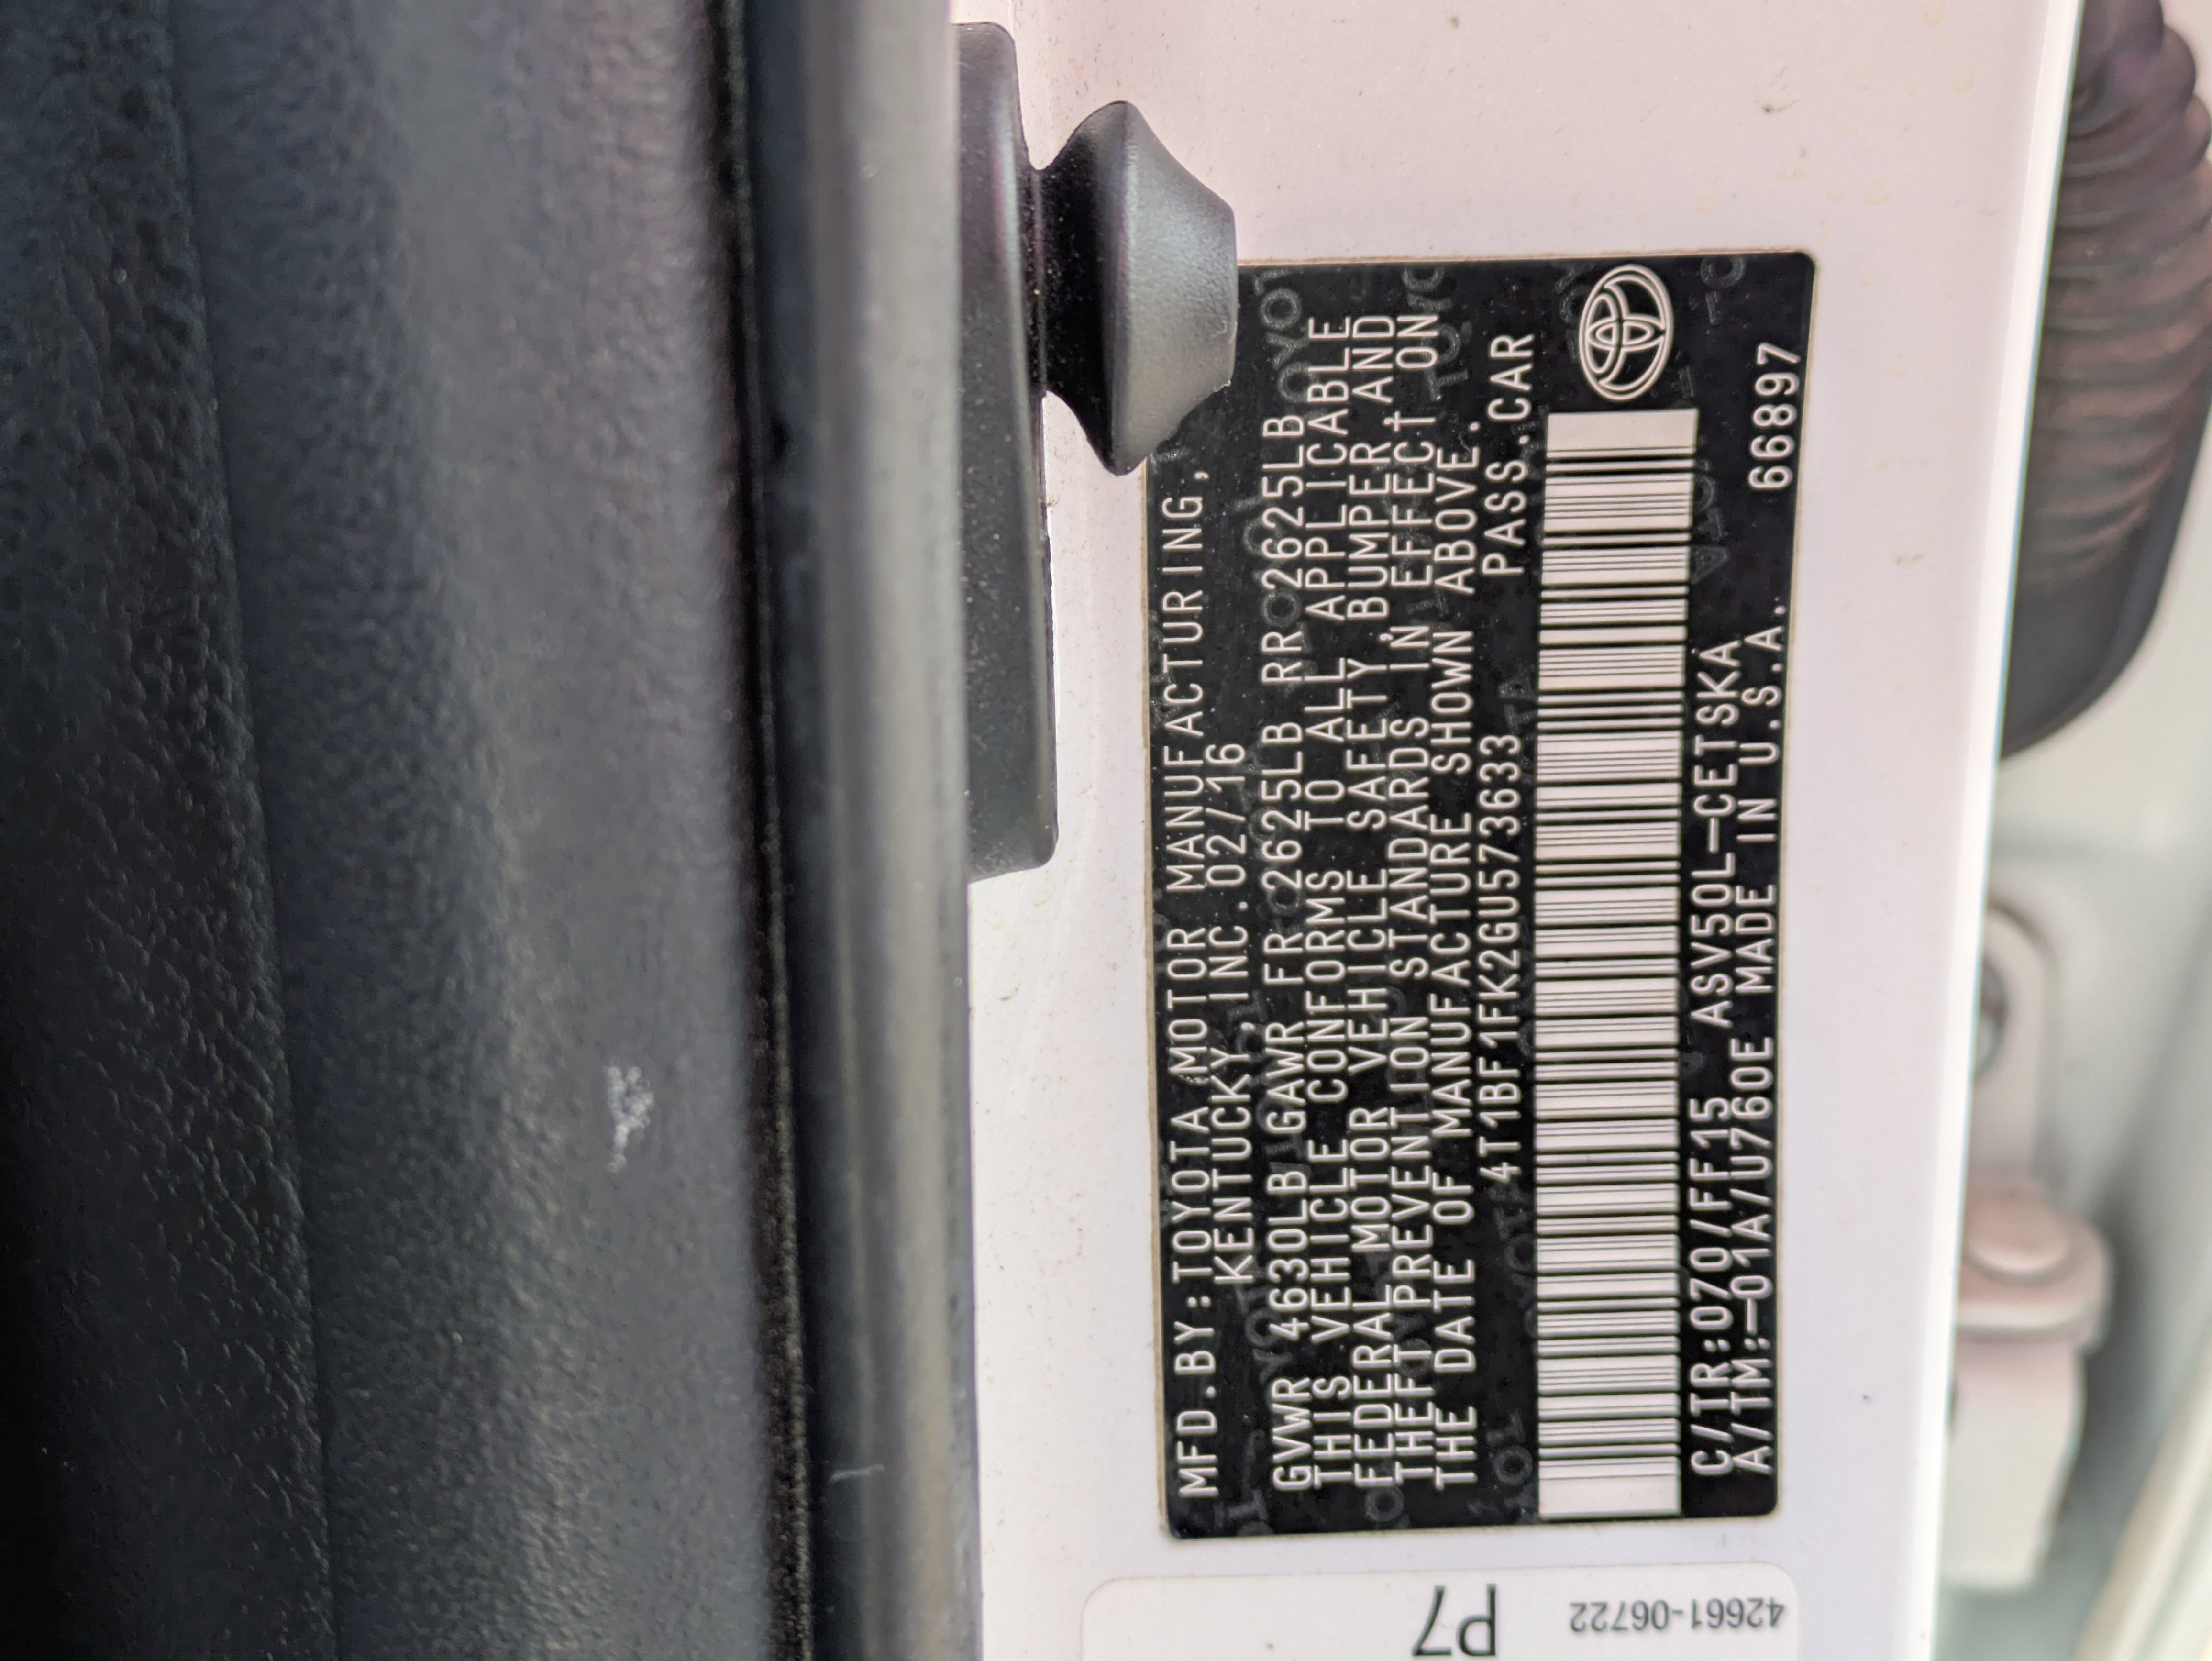 MFD.BY:TOYOTA MOTOR MANUFACTURING,
KENTUCKY,INC.02/16
GVWR 4630LB GAWR FR 2625LB RR 2625LB
THIS VEHICLE CONFORMS TO ALL APPLICABLE
FEDERAL MOTOR VEHICLE SAFETY, BUMPER AND
THEFT PREVENTION STANDARDS IN EFFECT ON
THE DATE OF MANUFACTURE SHOWN ABOVE.
4T1BF1FK2GU573633 PASS.CAR
C/TR:070/FF15 ASV50L-CETSKA
A/TM:-01A/U760E MADE IN U.S.A. 66897
P7
42661-06722